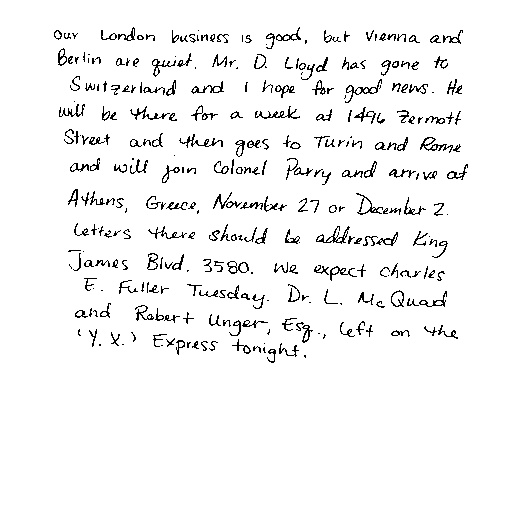 our London business is good, but Vienna and
Berlin are quiet. Mr. D. Lloyd has gone to
Switzerland and I hope for good news. He
will be there for a week at 1496 Zermott
Street and then goes to Turin and Rome
and will join Colonel Parry and arrive at
Athens, Greece, November 27 or December 2.
Letters there should be addressed King
James Blvd. 3580. We expect Charles
E. Fuller Tuesday. Dr. L. McQuad
and Robert Unger, Esq., left on the
'Y. X.' Express tonight.